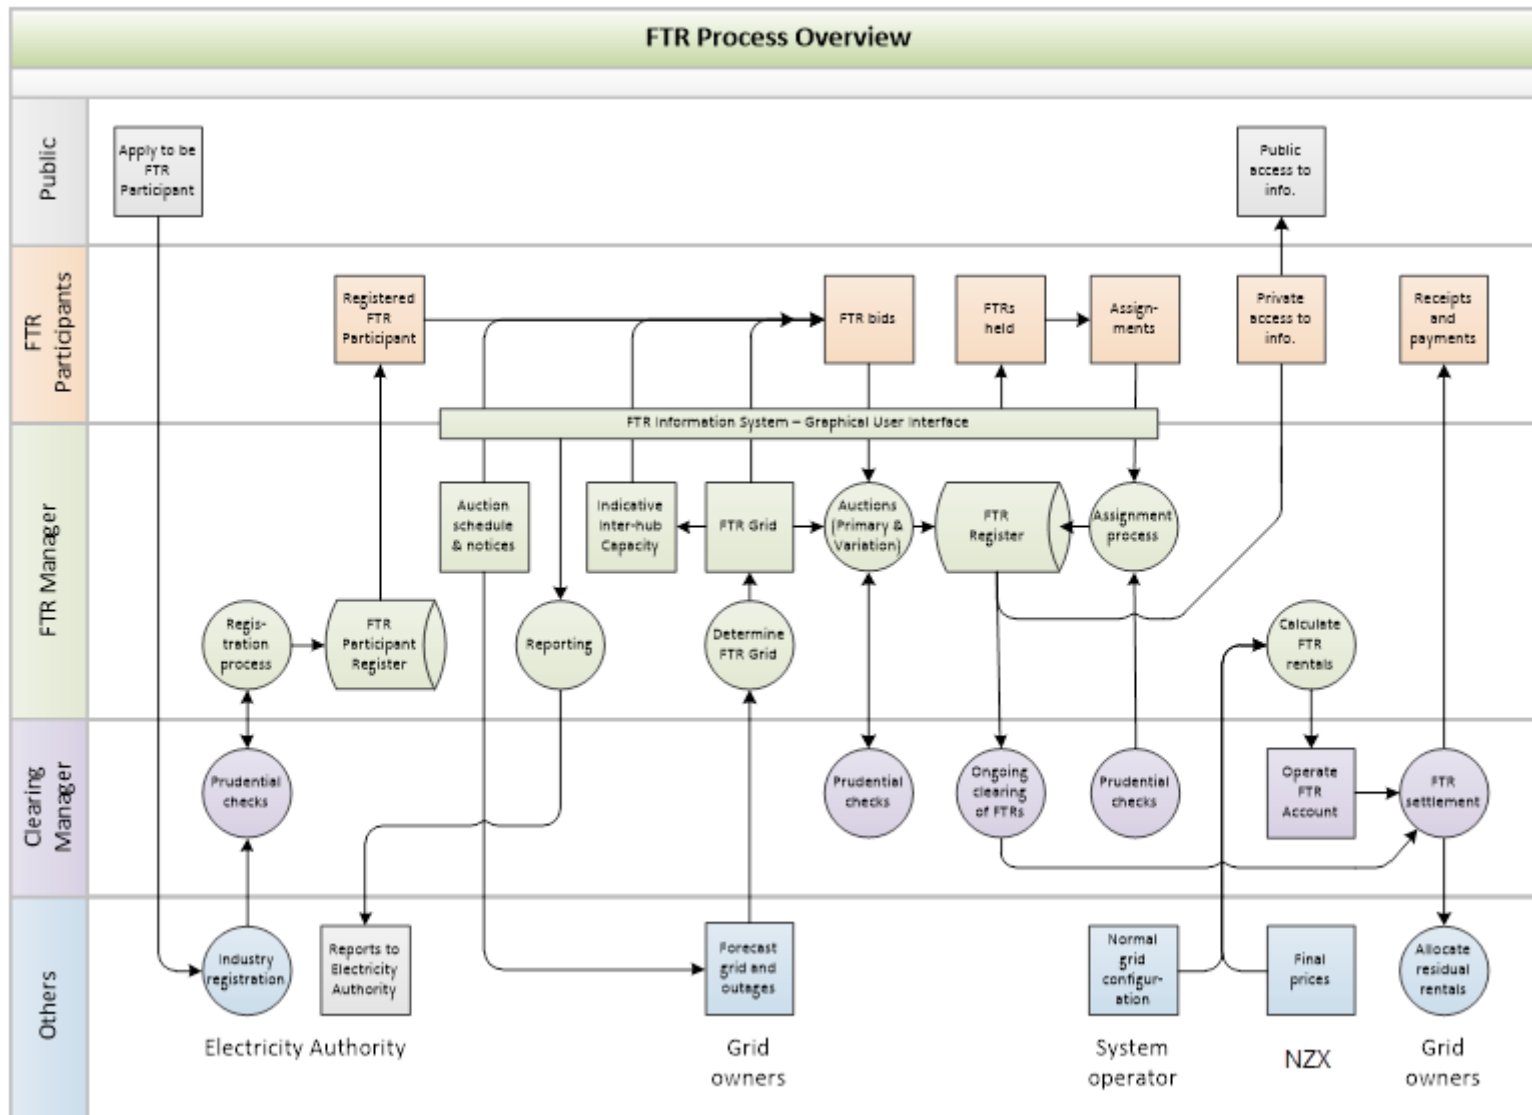 FTR Process Overview
Public
Apply to be
FTR
Participant
Public
access to
info.
FTR
Participants
Registered
FTR
Participant
FTR bids
FTRs
held
Assign-
ments
Private
access to
info.
Receipts
and
payments
FTR Information System – Graphical User Interface
FTR Manager
Auction
schedule
& notices
Indicative
Inter-hub
Capacity
FTR Grid
Auctions
(Primary &
Variation)
FTR
Register
Assignment
process
Regis-
tration
process
FTR
Participant
Register
Reporting
Determine
FTR Grid
Calculate
FTR
rentals
Clearing
Manager
Prudential
checks
Prudential
checks
Ongoing
clearing
of FTRs
Prudential
checks
Operate
FTR
Account
FTR
settlement
Others
Industry
registration
Reports to
Electricity
Authority
Forecast
grid and
outages
Normal
grid
configur-
ation
Final
prices
Allocate
residual
rentals
Electricity Authority
Grid
owners
System
operator
NZX
Grid
owners